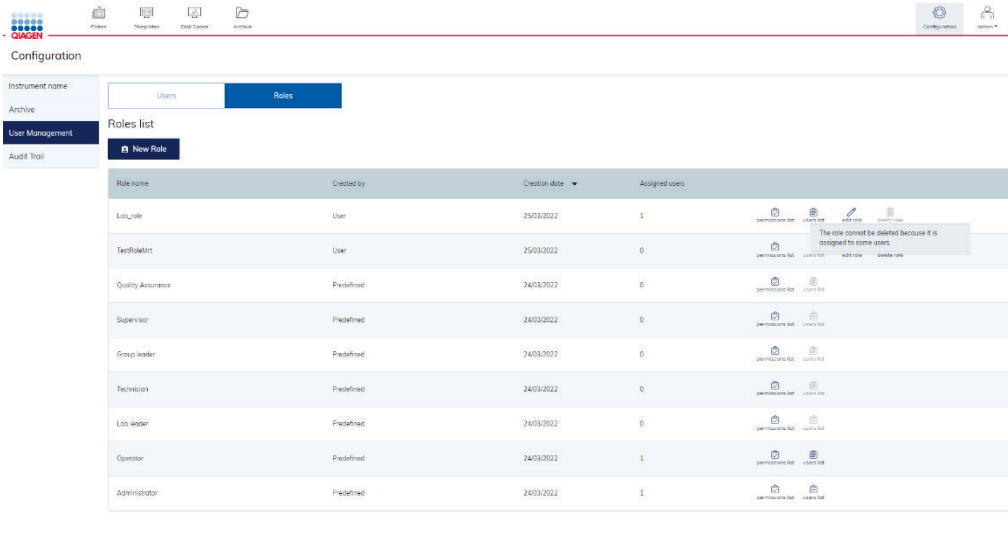 QIAGEN
Plates Templates Disk Space Archive Configuration Admin
Configuration
Instrument name
Archive
User Management
Audit Trail
Users Roles
Roles list
New Role
Role name Created by Creation date Assigned users
Lab_role User 25/03/2022 1 permissions list users list edit role delete role
The role cannot be deleted because it is
assigned to some users.
TestRoleMrt User 25/03/2022 0 permissions list users list edit role delete role
Quality Assurance Predefined 24/03/2022 0 permissions list users list
Supervisor Predefined 24/03/2022 0 permissions list users list
Group leader Predefined 24/03/2022 0 permissions list users list
Technician Predefined 24/03/2022 0 permissions list users list
Lab leader Predefined 24/03/2022 0 permissions list users list
Operator Predefined 24/03/2022 1 permissions list users list
Administrator Predefined 24/03/2022 1 permissions list users list